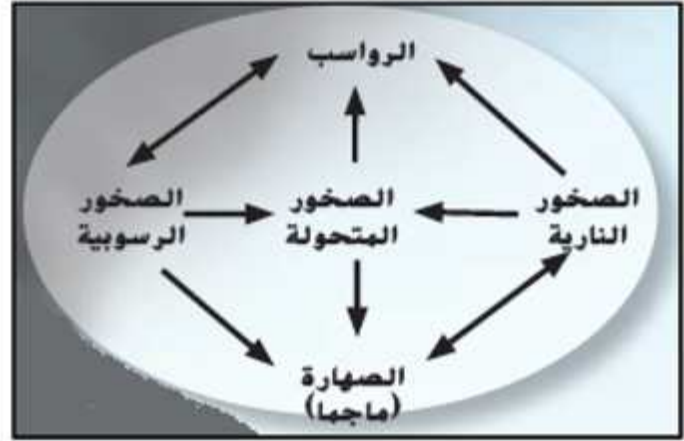 الرواسب
الصخور
النارية
الصخور
المتحولة
الصخور
الرسوبية
الصهارة
(ماجما)